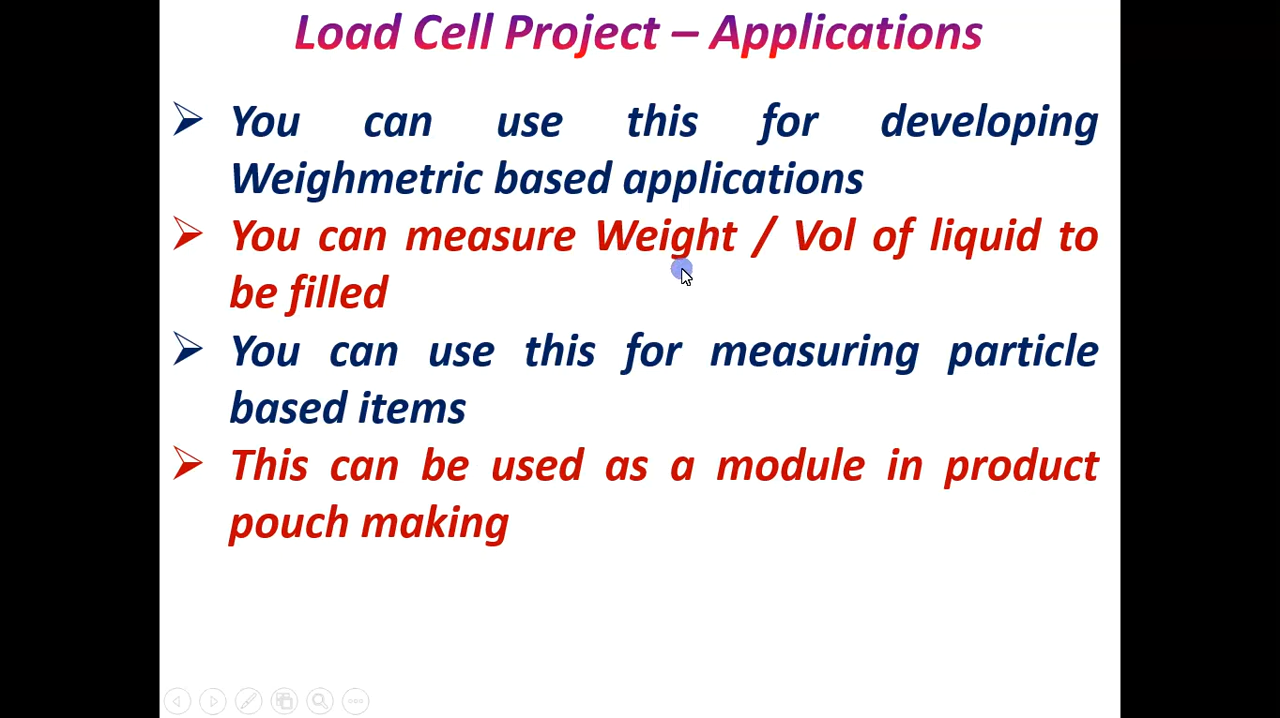 Load Cell Project – Applications
➢ You can use this for developing
Weighmetric based applications
➢ You can measure Weight / Vol of liquid to
be filled
➢ You can use this for measuring particle
based items
➢ This can be used as a module in product
pouch making